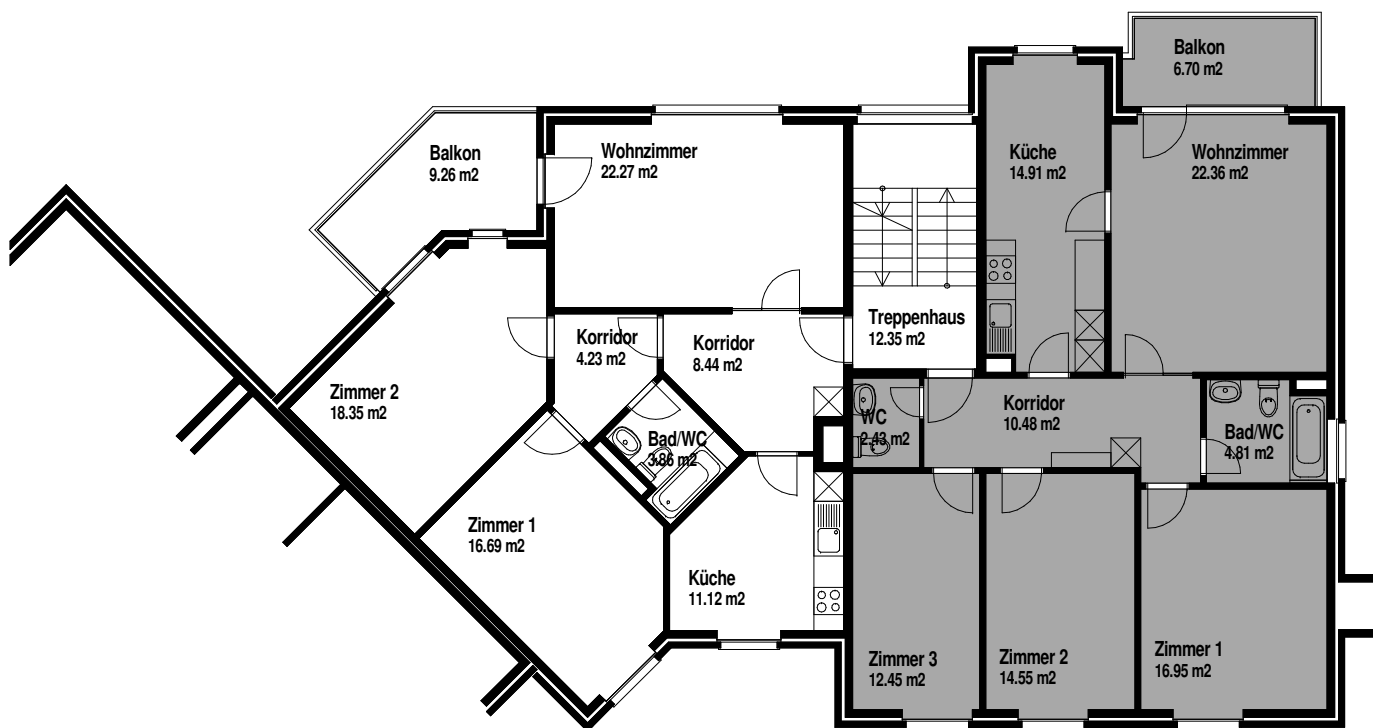 Balkon
6.70 m2
Balkon
9.26 m2
Wohnzimmer
22.27 m2
Küche
14.91 m2
Wohnzimmer
22.36 m2
Treppenhaus
12.35 m2
Korridor
4.23 m2
Korridor
8.44 m2
Zimmer 2
18.35 m2
WC
2.43 m2
Korridor
10.48 m2
Bad/WC
3.86 m2
Bad/WC
4.81 m2
Zimmer 1
16.69 m2
Küche
11.12 m2
Zimmer 3
12.45 m2
Zimmer 2
14.55 m2
Zimmer 1
16.95 m2